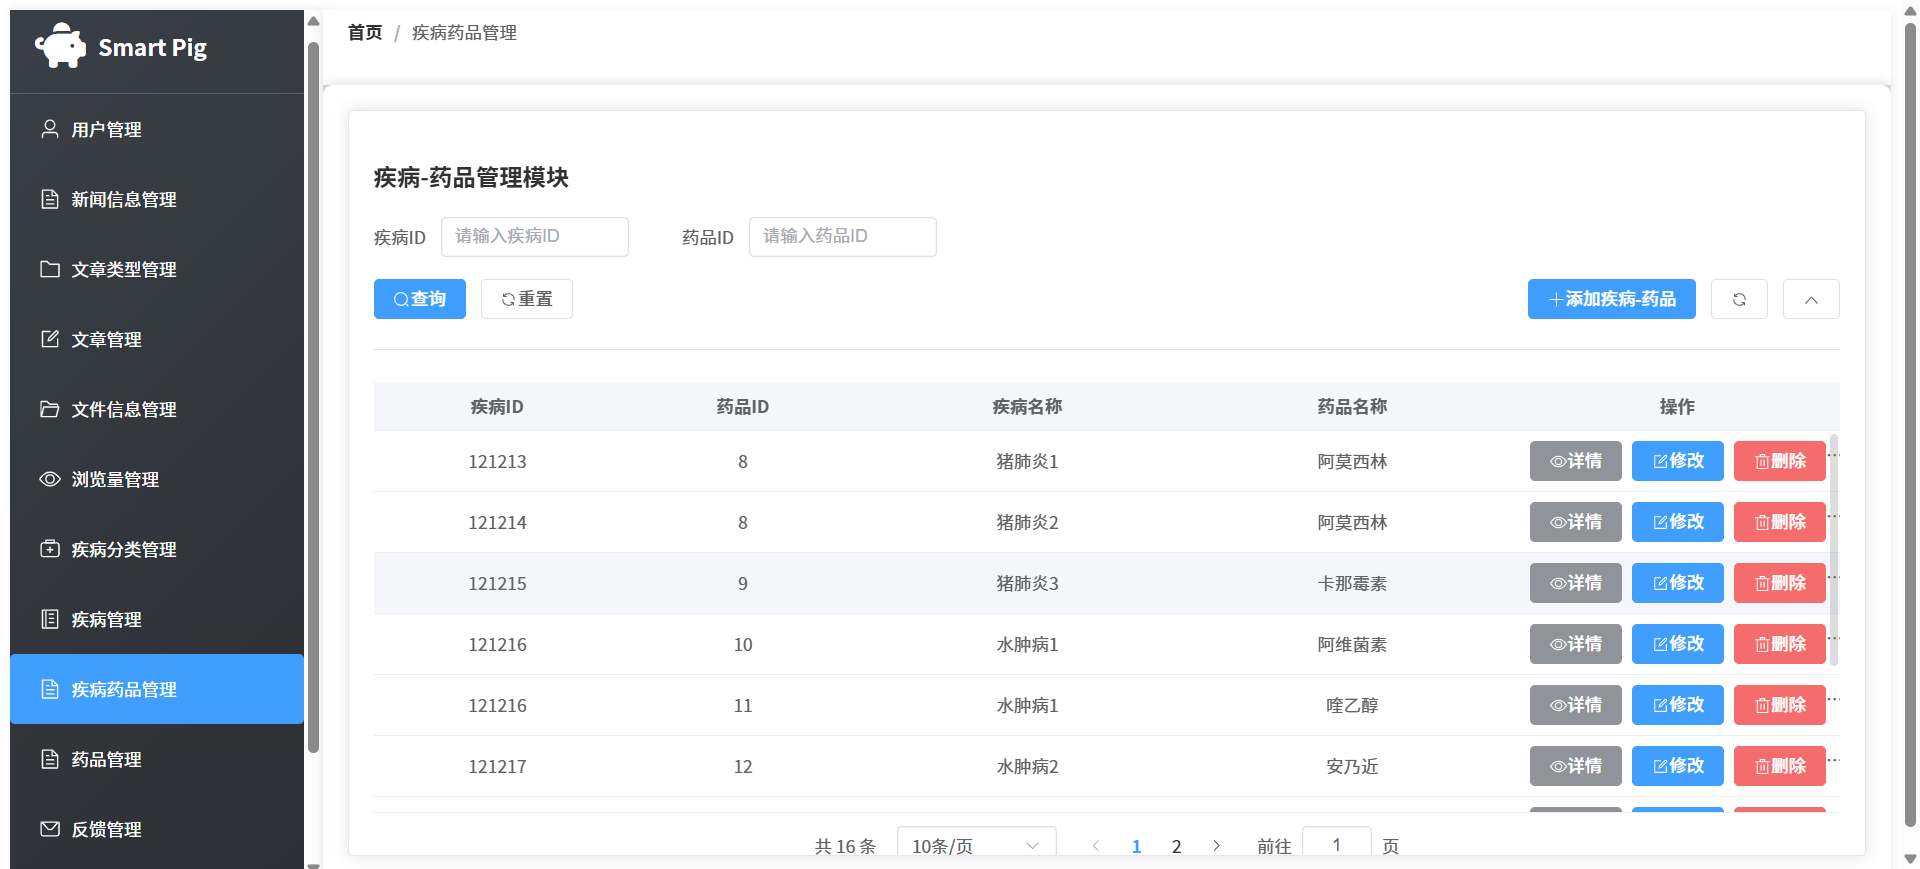 Smart Pig
用户管理
新闻信息管理
文章类型管理
文章管理
文件信息管理
浏览量管理
疾病分类管理
疾病管理
疾病药品管理
药品管理
反馈管理
首页 / 疾病药品管理
疾病-药品管理模块
疾病ID 请输入疾病ID 药品ID 请输入药品ID
查询 重置 添加疾病-药品
疾病ID 药品ID 疾病名称 药品名称 操作
121213 8 猪肺炎1 阿莫西林 详情 修改 删除 ...
121214 8 猪肺炎2 阿莫西林 详情 修改 删除 ...
121215 9 猪肺炎3 卡那霉素 详情 修改 删除 ...
121216 10 水肿病1 阿维菌素 详情 修改 删除 ...
121216 11 水肿病1 喹乙醇 详情 修改 删除 ...
121217 12 水肿病2 安乃近 详情 修改 删除 ...
共 16 条 10条/页 1 2 前往 1 页